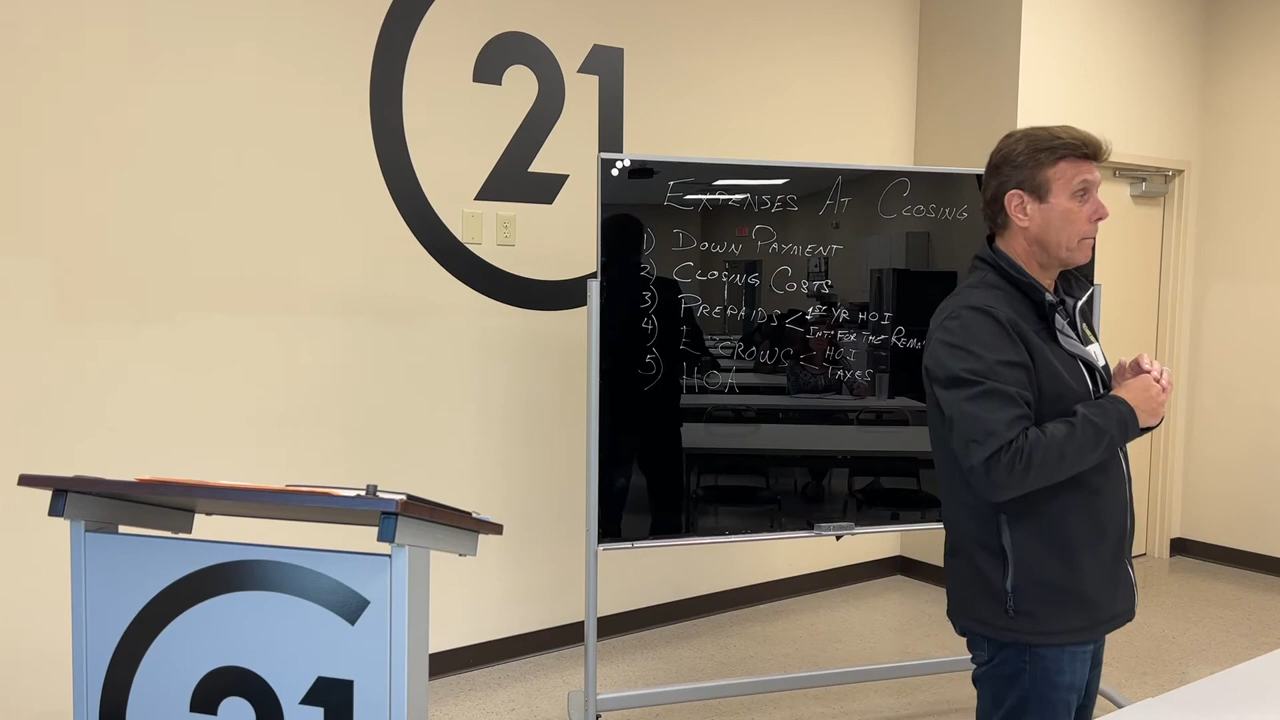 21
EXPENSES AT CLOSING
1) DOWN PAYMENT
2) CLOSING COSTS
3) PREPAIDS < 1ST YR HOI
INT. FOR THE REMA
4) ESCROWS < HOI
TAXES
5) HOA
21